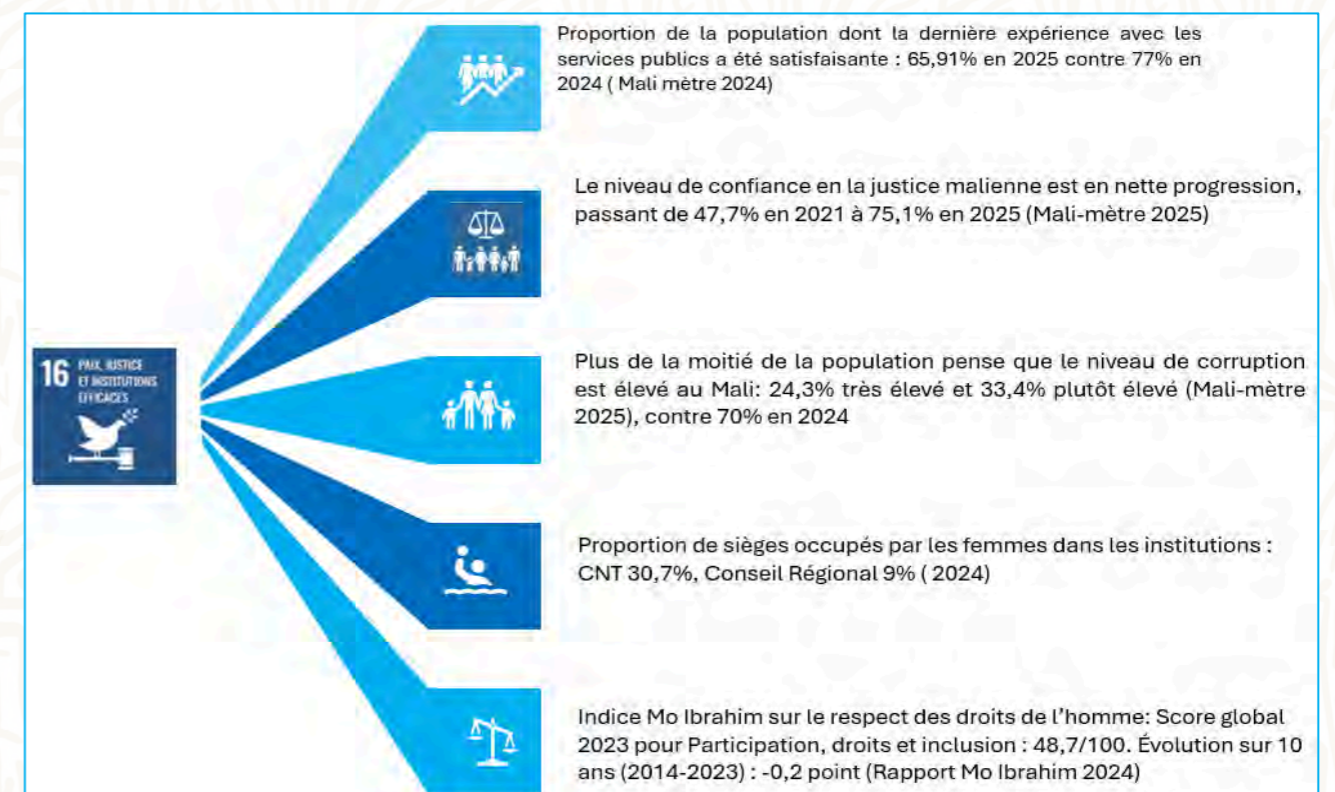 Proportion de la population dont la dernière expérience avec les
services publics a été satisfaisante : 65,91% en 2025 contre 77% en
2024 ( Mali mètre 2024)
Le niveau de confiance en la justice malienne est en nette progression,
passant de 47,7% en 2021 à 75,1% en 2025 (Mali-mètre 2025)
16 PAIX, JUSTICE
ET INSTITUTIONS
EFFICACES
Plus de la moitié de la population pense que le niveau de corruption
est élevé au Mali: 24,3% très élevé et 33,4% plutôt élevé (Mali-mètre
2025), contre 70% en 2024
Proportion de sièges occupés par les femmes dans les institutions :
CNT 30,7%, Conseil Régional 9% ( 2024)
Indice Mo Ibrahim sur le respect des droits de l’homme: Score global
2023 pour Participation, droits et inclusion : 48,7/100. Évolution sur 10
ans (2014-2023) : -0,2 point (Rapport Mo Ibrahim 2024)